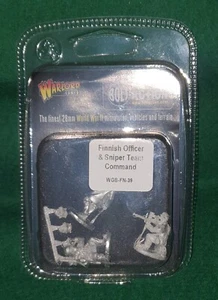 WARLORD
BOLT ACTION
The finest 28mm World War II miniatures, vehicles and terrain
Finnish Officer
& Sniper Team
Command
WGB-FN-08